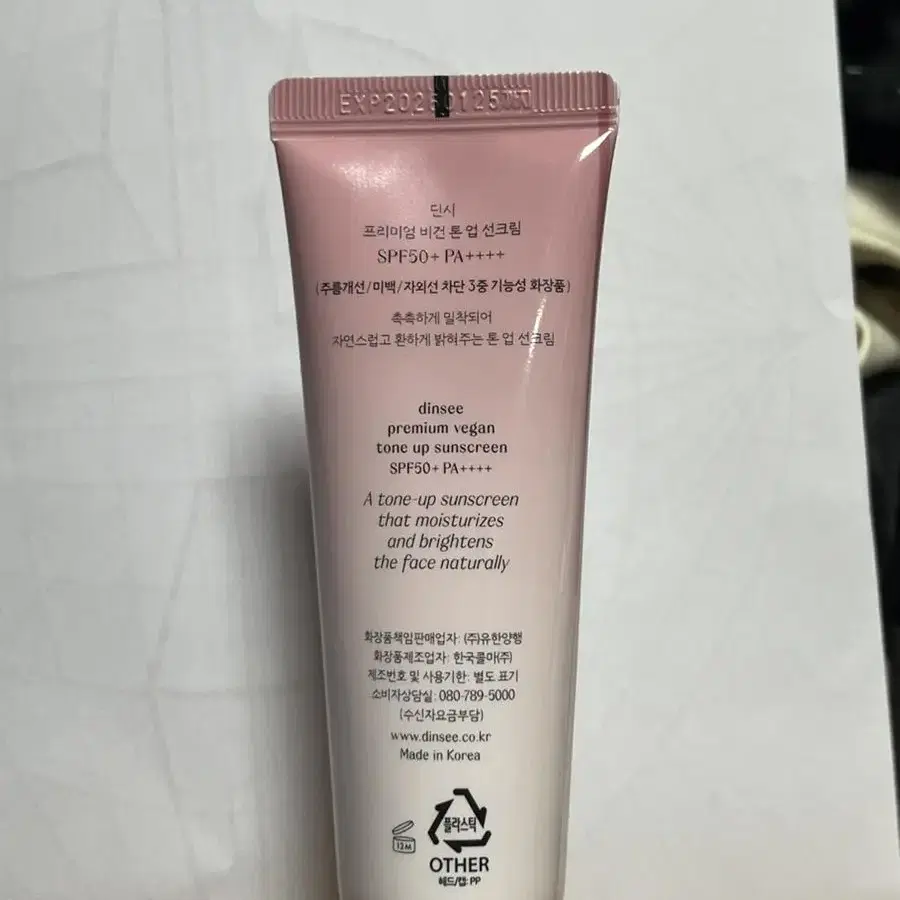 딘시
프리미엄 비건 톤 업 선크림
SPF50+ PA++++
(주름개선/미백/자외선 차단 3중 기능성 화장품)
촉촉하게 밀착되어
자연스럽고 환하게 밝혀주는 톤 업 선크림
dinsee
premium vegan
tone up sunscreen
SPF50+ PA++++
A tone-up sunscreen
that moisturizes
and brightens
the face naturally
화장품책임판매업자: (주)유한양행
화장품제조업자: 한국콜마(주)
제조번호 및 사용기한: 별도 표기
소비자상담실: 080-789-5000
(수신자요금부담)
www.dinsee.co.kr
Made in Korea
12M
플라스틱
OTHER
헤드/캡: PP